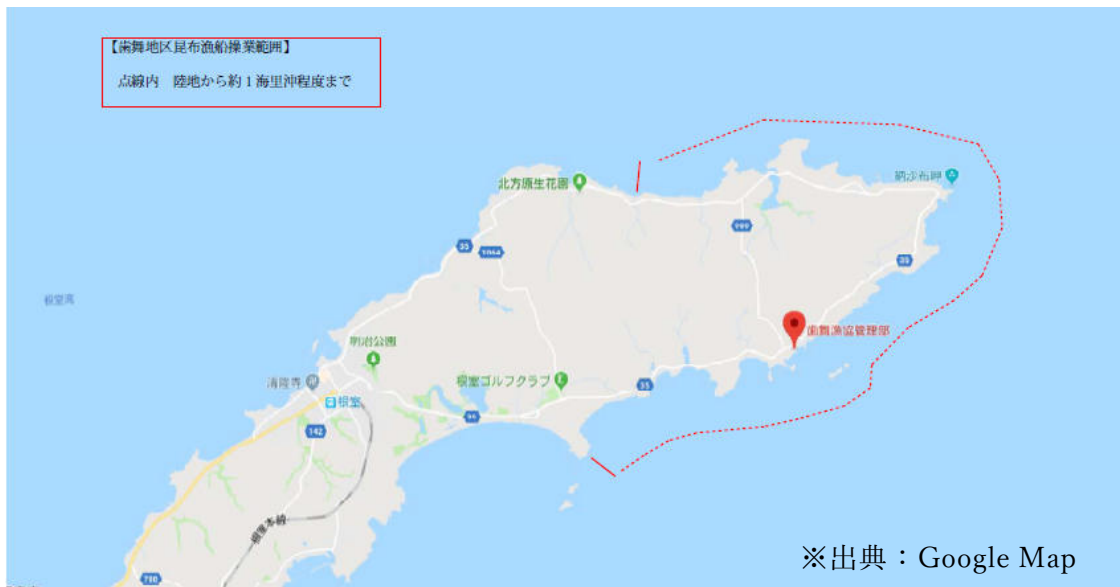 【歯舞地区昆布漁船操業範囲】
点線内　陸地から約1海里沖程度まで
北方原生花園
納沙布岬
35
1064
999
35
根室湾
歯舞漁協管理部
明治公園
清隆寺
根室ゴルフクラブ
35
根室
142
根室本線
780
※出典：Google Map